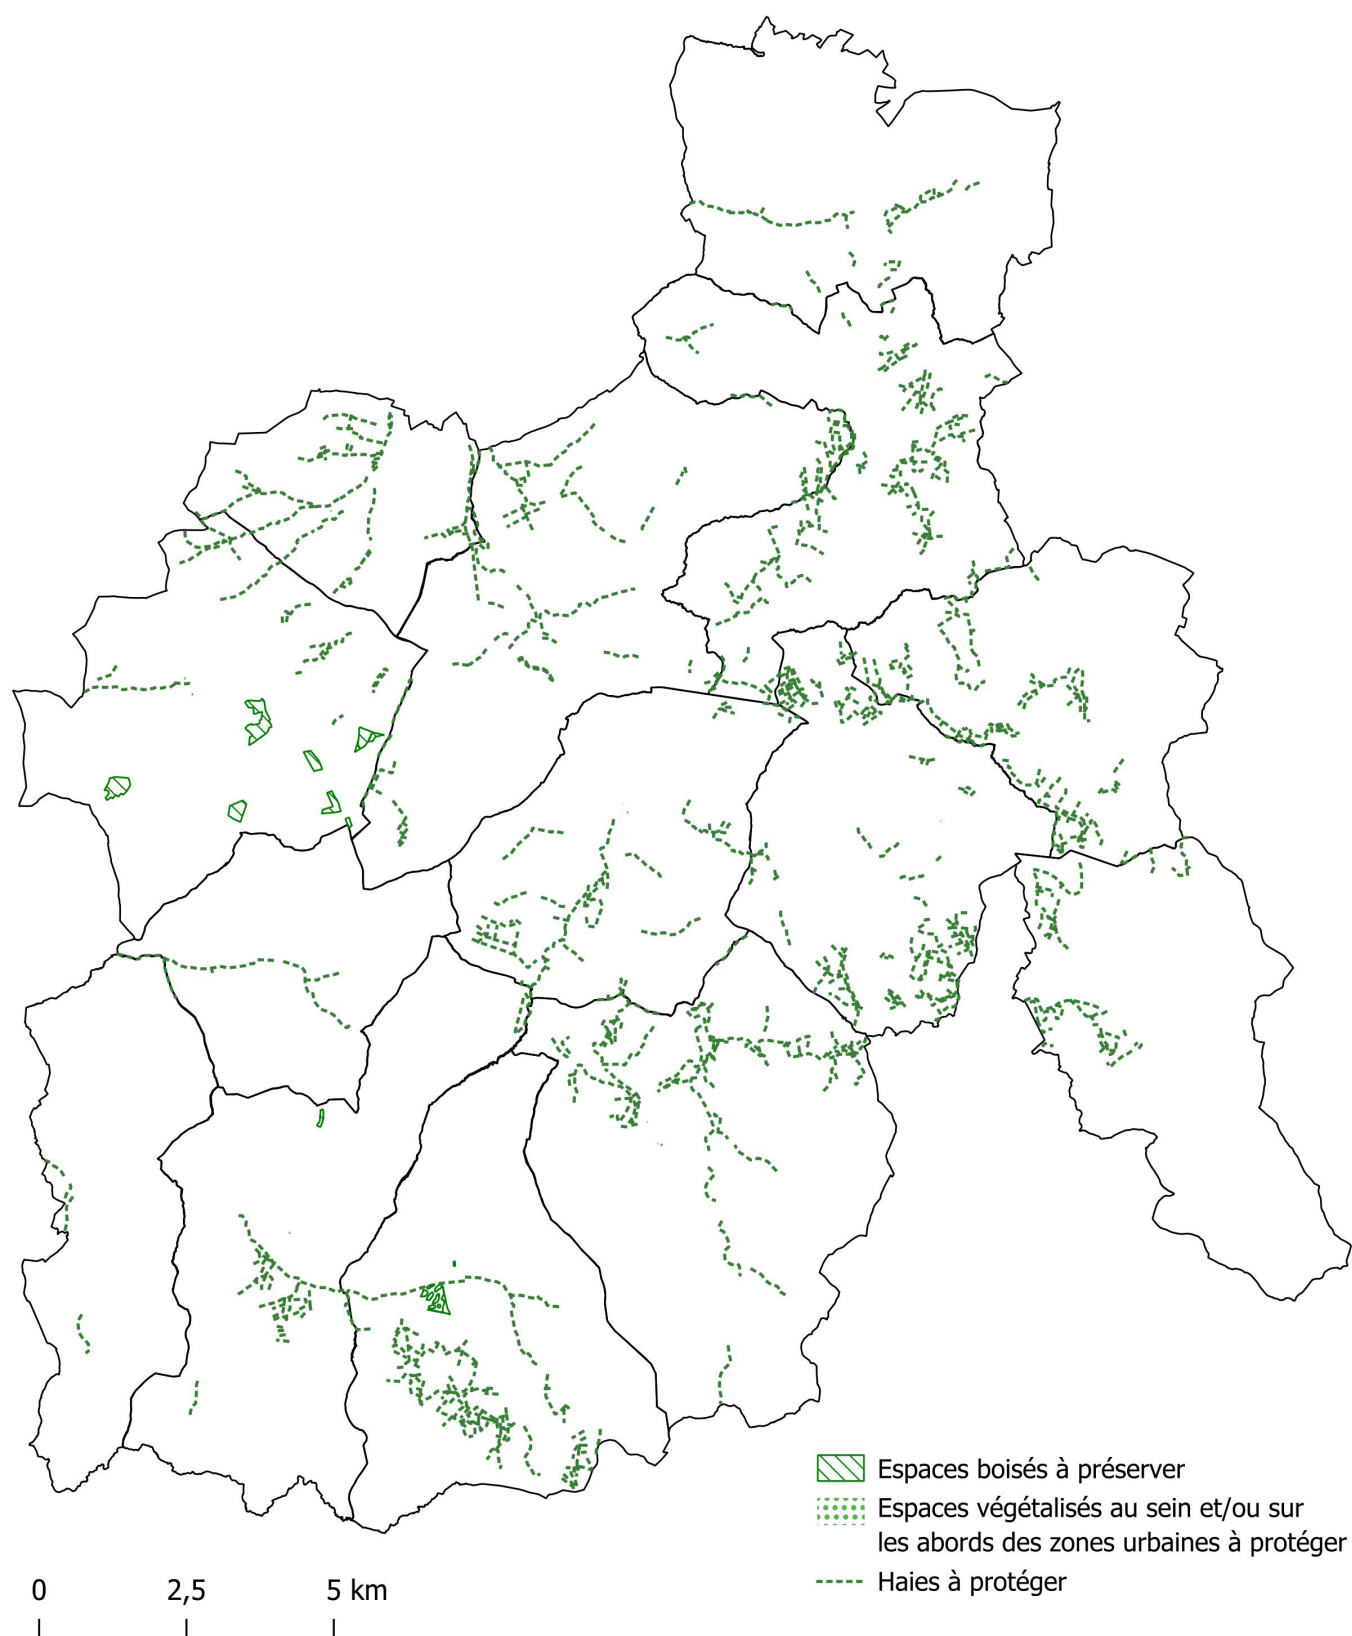 Espaces boisés à préserver
Espaces végétalisés au sein et/ou sur
les abords des zones urbaines à protéger
Haies à protéger
0 2,5 5 km